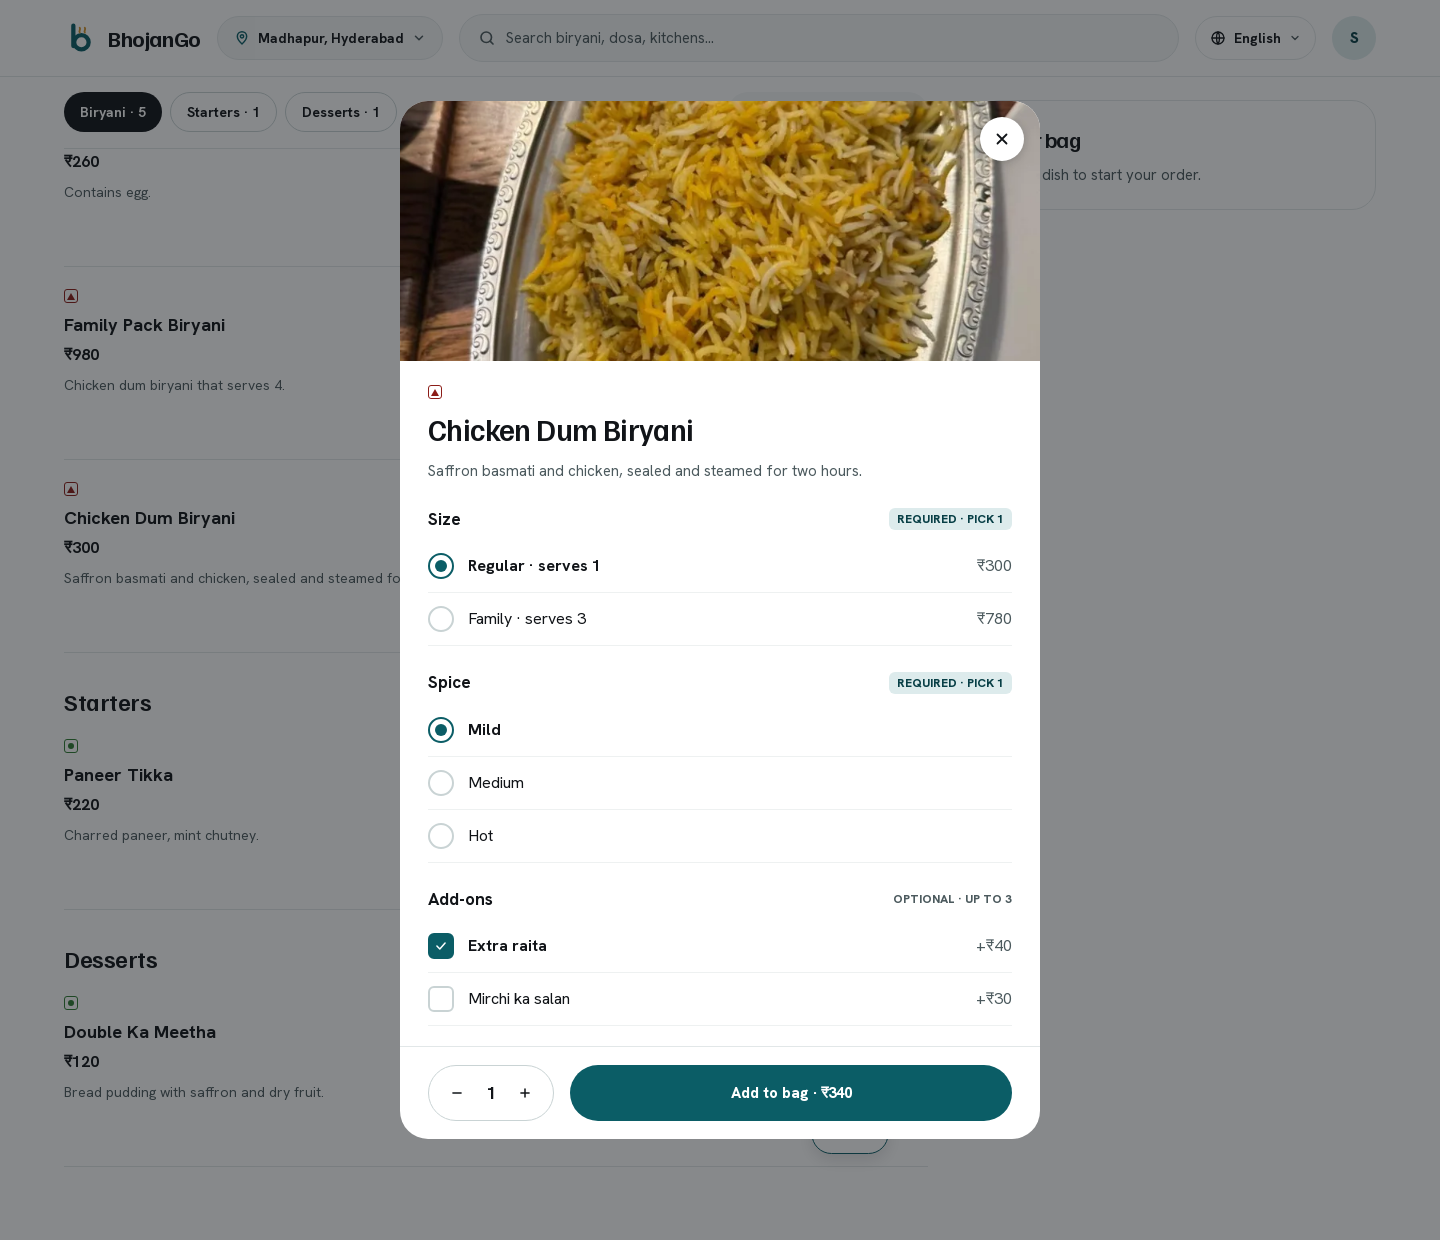 BhojanGo
Madhapur, Hyderabad
Search biryani, dosa, kitchens...
English
S
Biryani · 5
Starters · 1
Desserts · 1
bag
dish to start your order.
₹260
Contains egg.
Family Pack Biryani
₹980
Chicken dum biryani that serves 4.
Chicken Dum Biryani
₹300
Saffron basmati and chicken, sealed and steamed fo
Starters
Paneer Tikka
₹220
Charred paneer, mint chutney.
Desserts
Double Ka Meetha
₹120
Bread pudding with saffron and dry fruit.
Chicken Dum Biryani
Saffron basmati and chicken, sealed and steamed for two hours.
Size REQUIRED · PICK 1
Regular · serves 1 ₹300
Family · serves 3 ₹780
Spice REQUIRED · PICK 1
Mild
Medium
Hot
Add-ons OPTIONAL · UP TO 3
Extra raita +₹40
Mirchi ka salan +₹30
− 1 + Add to bag · ₹340